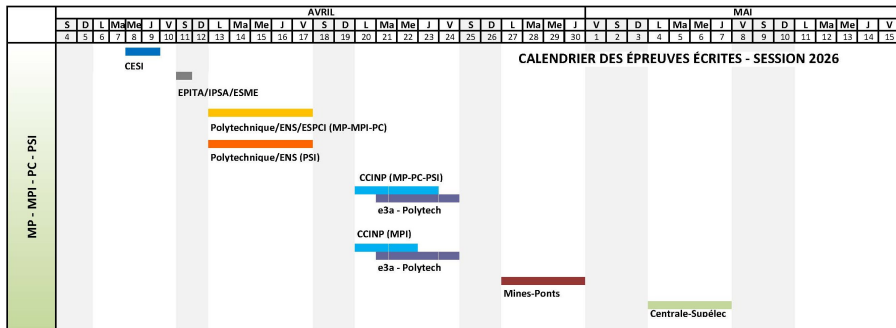 AVRIL MAI
S D L Ma Me J V S D L Ma Me J V S D L Ma Me J V S D L Ma Me J V S D L Ma Me J V S D L Ma Me J V
4 5 6 7 8 9 10 11 12 13 14 15 16 17 18 19 20 21 22 23 24 25 26 27 28 29 30 1 2 3 4 5 6 7 8 9 10 11 12 13 14 15
MP - MPI - PC - PSI
CALENDRIER DES ÉPREUVES ÉCRITES - SESSION 2026
CESI
EPITA/IPSA/ESME
Polytechnique/ENS/ESPCI (MP-MPI-PC)
Polytechnique/ENS (PSI)
CCINP (MP-PC-PSI)
e3a - Polytech
CCINP (MPI)
e3a - Polytech
Mines-Ponts
Centrale-Supélec